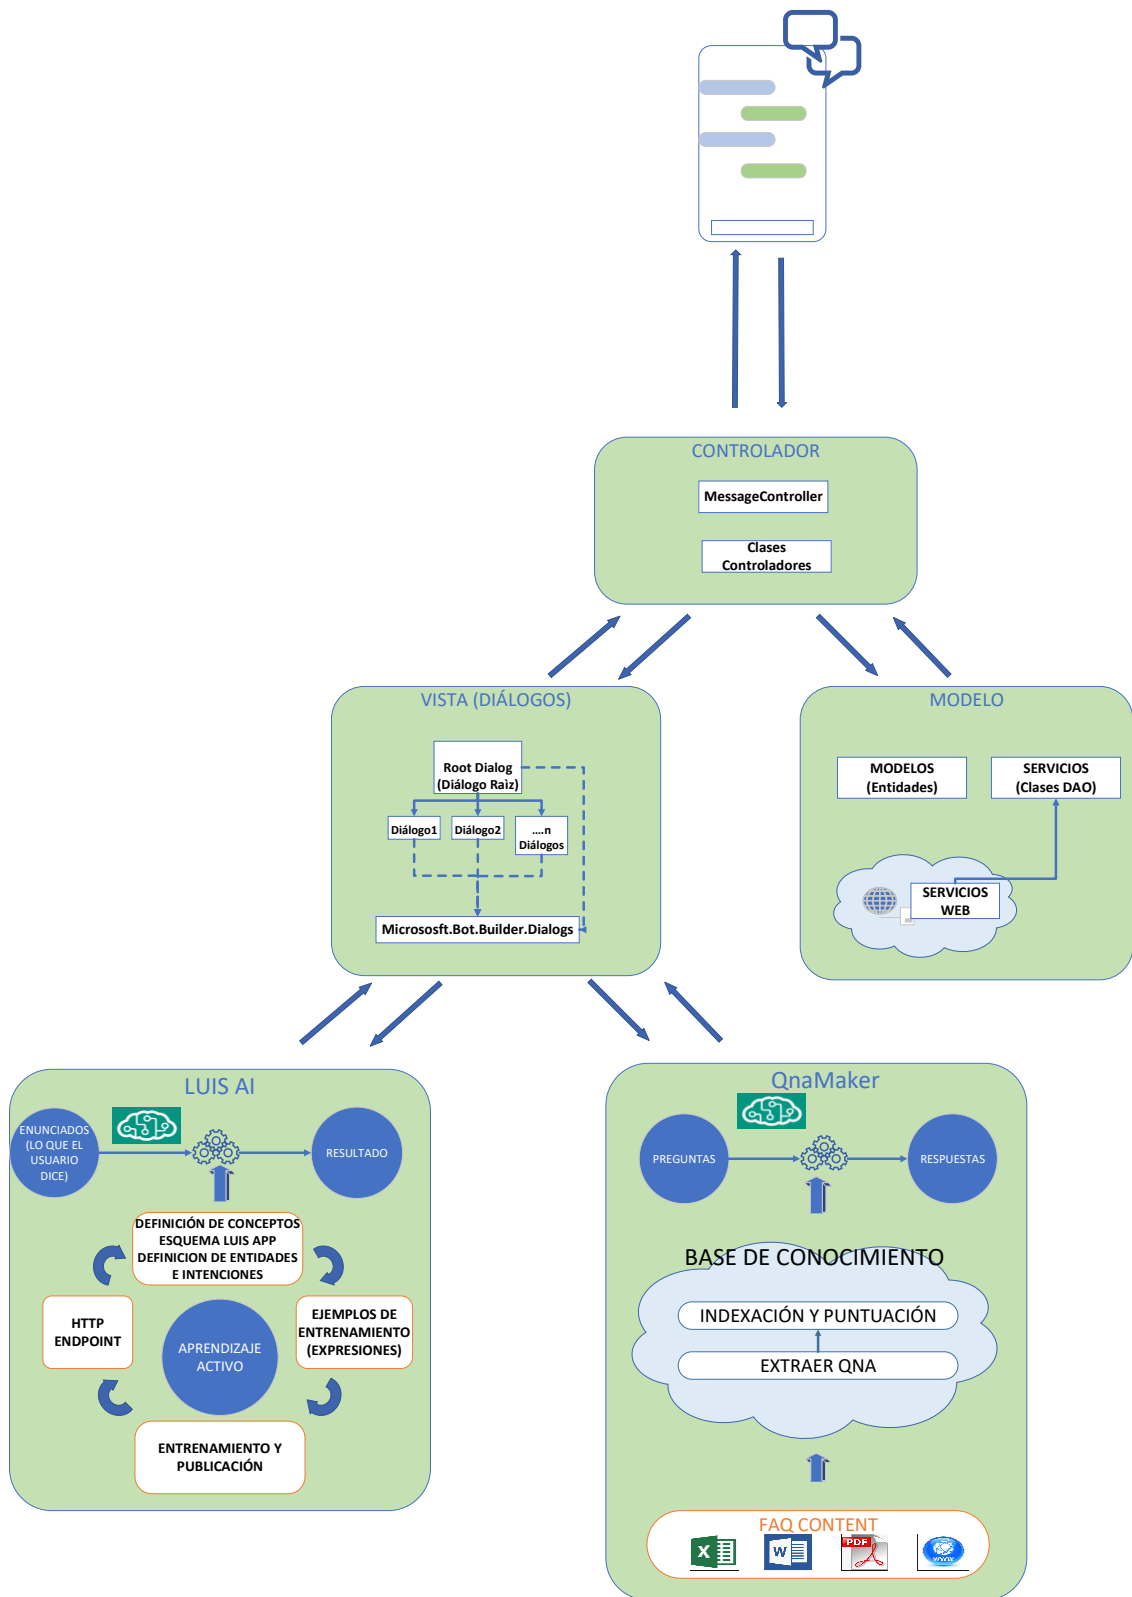 CONTROLADOR
MessageController
Clases
Controladores
VISTA (DIÁLOGOS)
Root Dialog
(Diálogo Raìz)
Diálogo1
Diálogo2
....n
Diálogos
Micrososft.Bot.Builder.Dialogs
MODELO
MODELOS
(Entidades)
SERVICIOS
(Clases DAO)
SERVICIOS
WEB
LUIS AI
ENUNCIADOS
(LO QUE EL
USUARIO
DICE)
RESULTADO
DEFINICIÓN DE CONCEPTOS
ESQUEMA LUIS APP
DEFINICION DE ENTIDADES
E INTENCIONES
HTTP
ENDPOINT
APRENDIZAJE
ACTIVO
EJEMPLOS DE
ENTRENAMIENTO
(EXPRESIONES)
ENTRENAMIENTO Y
PUBLICACIÓN
QnaMaker
PREGUNTAS
RESPUESTAS
BASE DE CONOCIMIENTO
INDEXACIÓN Y PUNTUACIÓN
EXTRAER QNA
FAQ CONTENT
X
W
PDF
www